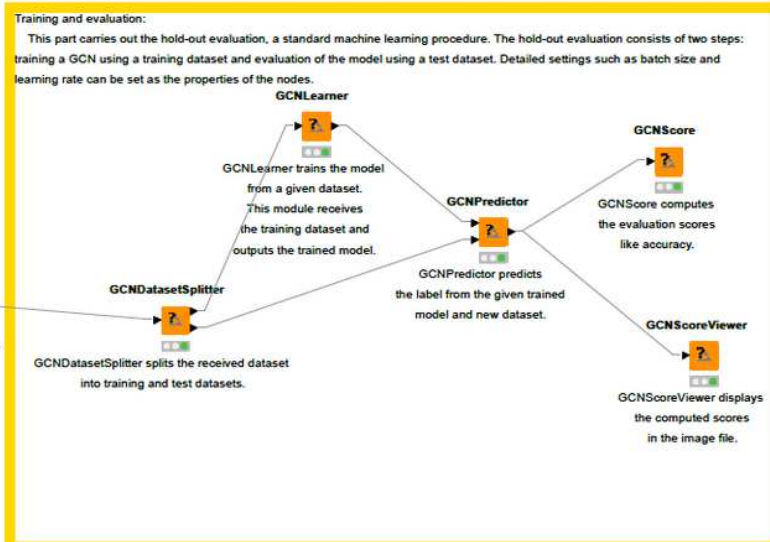 Training and evaluation:
This part carries out the hold-out evaluation, a standard machine learning procedure. The hold-out evaluation consists of two steps:
training a GCN using a training dataset and evaluation of the model using a test dataset. Detailed settings such as batch size and
learning rate can be set as the properties of the nodes.
GCNLearner
?
GCNLearner trains the model
from a given dataset.
This module receives
the training dataset and
outputs the trained model.
GCNScore
?
GCNScore computes
the evaluation scores
like accuracy.
GCNPredictor
?
GCNPredictor predicts
the label from the given trained
model and new dataset.
GCNDatasetSplitter
?
GCNDatasetSplitter splits the received dataset
into training and test datasets.
GCNScoreViewer
?
GCNScoreViewer displays
the computed scores
in the image file.